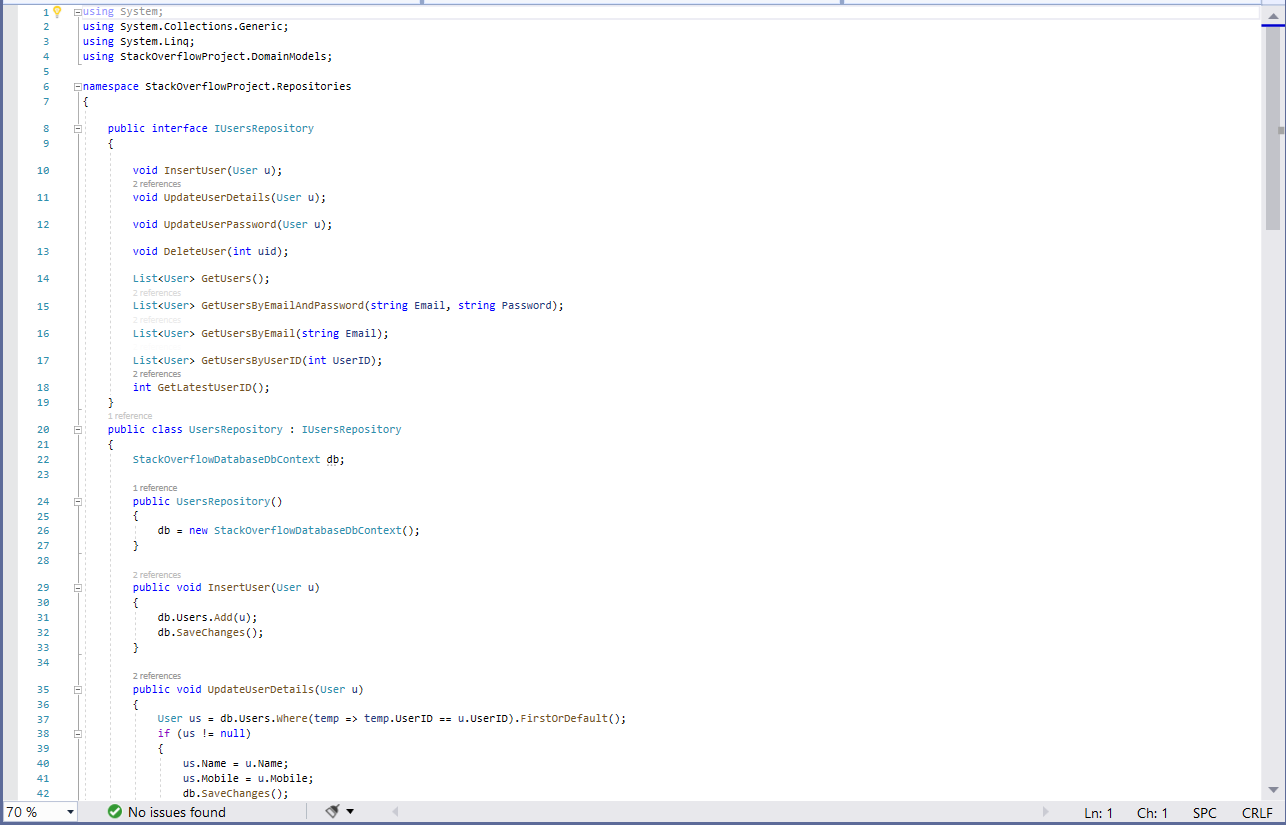 1 using System;
2 using System.Collections.Generic;
3 using System.Linq;
4 using StackOverflowProject.DomainModels;
5
6 namespace StackOverflowProject.Repositories
7 {
8 public interface IUsersRepository
9 {
10 void InsertUser(User u);
2 references
11 void UpdateUserDetails(User u);
12 void UpdateUserPassword(User u);
13 void DeleteUser(int uid);
14 List<User> GetUsers();
2 references
15 List<User> GetUsersByEmailAndPassword(string Email, string Password);
2 references
16 List<User> GetUsersByEmail(string Email);
17 List<User> GetUsersByUserID(int UserID);
2 references
18 int GetLatestUserID();
19 }
1 reference
20 public class UsersRepository : IUsersRepository
21 {
22 StackOverflowDatabaseDbContext db;
23
1 reference
24 public UsersRepository()
25 {
26 db = new StackOverflowDatabaseDbContext();
27 }
28
2 references
29 public void InsertUser(User u)
30 {
31 db.Users.Add(u);
32 db.SaveChanges();
33 }
34
2 references
35 public void UpdateUserDetails(User u)
36 {
37 User us = db.Users.Where(temp => temp.UserID == u.UserID).FirstOrDefault();
38 if (us != null)
39 {
40 us.Name = u.Name;
41 us.Mobile = u.Mobile;
42 db.SaveChanges();
70 % No issues found Ln: 1 Ch: 1 SPC CRLF